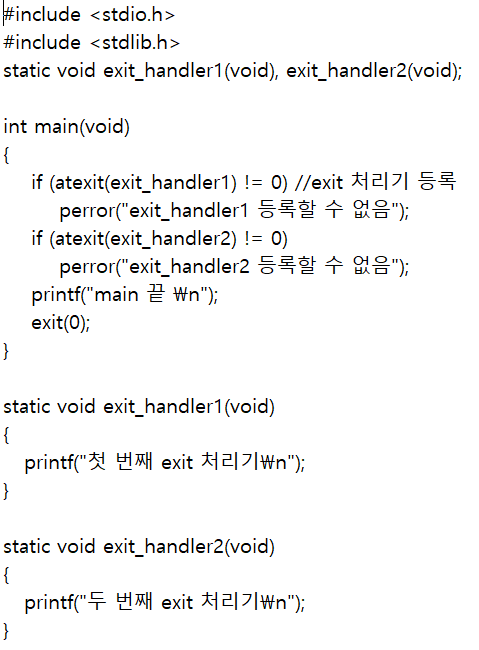 #include <stdio.h>
#include <stdlib.h>
static void exit_handler1(void), exit_handler2(void);
int main(void)
{
if (atexit(exit_handler1) != 0) //exit 처리기 등록
perror("exit_handler1 등록할 수 없음");
if (atexit(exit_handler2) != 0)
perror("exit_handler2 등록할 수 없음");
printf("main 끝 ₩n");
exit(0);
}
static void exit_handler1(void)
{
printf("첫 번째 exit 처리기₩n");
}
static void exit_handler2(void)
{
printf("두 번째 exit 처리기₩n");
}